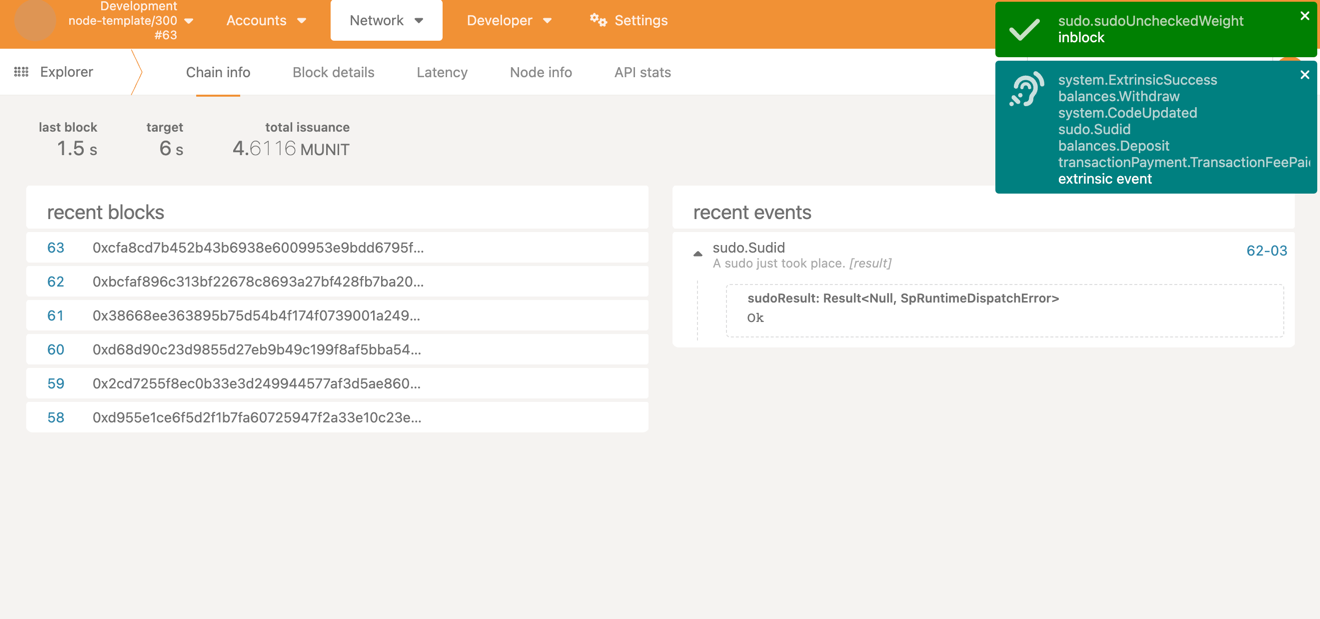 Development
node-template/300
#63
Accounts
Network
Developer
Settings
sudo.sudoUncheckedWeight
inblock
system.ExtrinsicSuccess
balances.Withdraw
system.CodeUpdated
sudo.Sudid
balances.Deposit
transactionPayment.TransactionFeePai
extrinsic event
Explorer
Chain info
Block details
Latency
Node info
API stats
last block
1.5 s
target
6 s
total issuance
4.6116 MUNIT
recent blocks
63 0xcfa8cd7b452b43b6938e6009953e9bdd6795f...
62 0xbcfaf896c313bf22678c8693a27bf428fb7ba20...
61 0x38668ee363895b75d54b4f174f0739001a249...
60 0xd68d90c23d9855d27eb9b49c199f8af5bba54...
59 0x2cd7255f8ec0b33e3d249944577af3d5ae860...
58 0xd955e1ce6f5d2f1b7fa60725947f2a33e10c23e...
recent events
sudo.Sudid
62-03
A sudo just took place. [result]
sudoResult: Result<Null, SpRuntimeDispatchError>
Ok